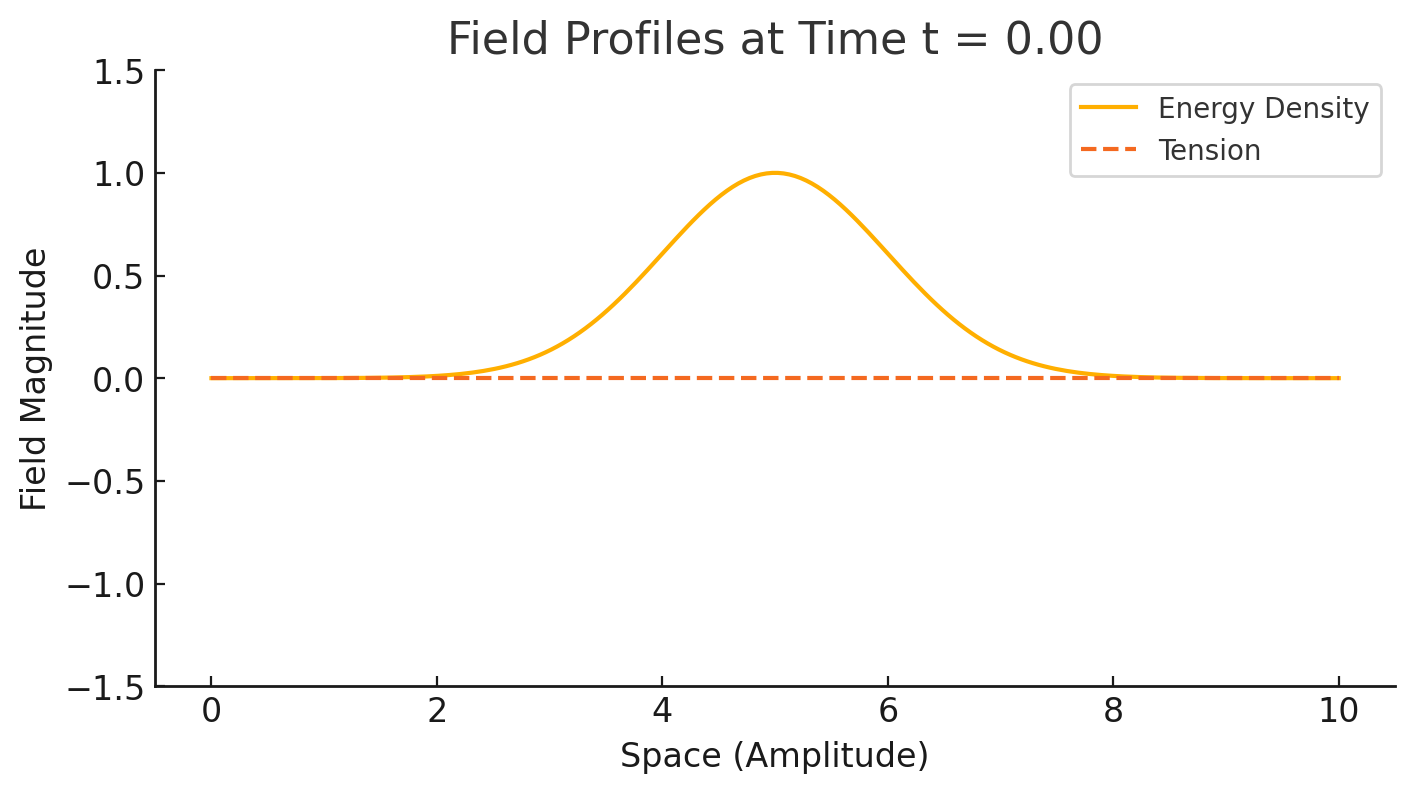 Field Profiles at Time t = 0.00
Energy Density
Tension
Field Magnitude
1.5
1.0
0.5
0.0
−0.5
−1.0
−1.5
0 2 4 6 8 10
Space (Amplitude)